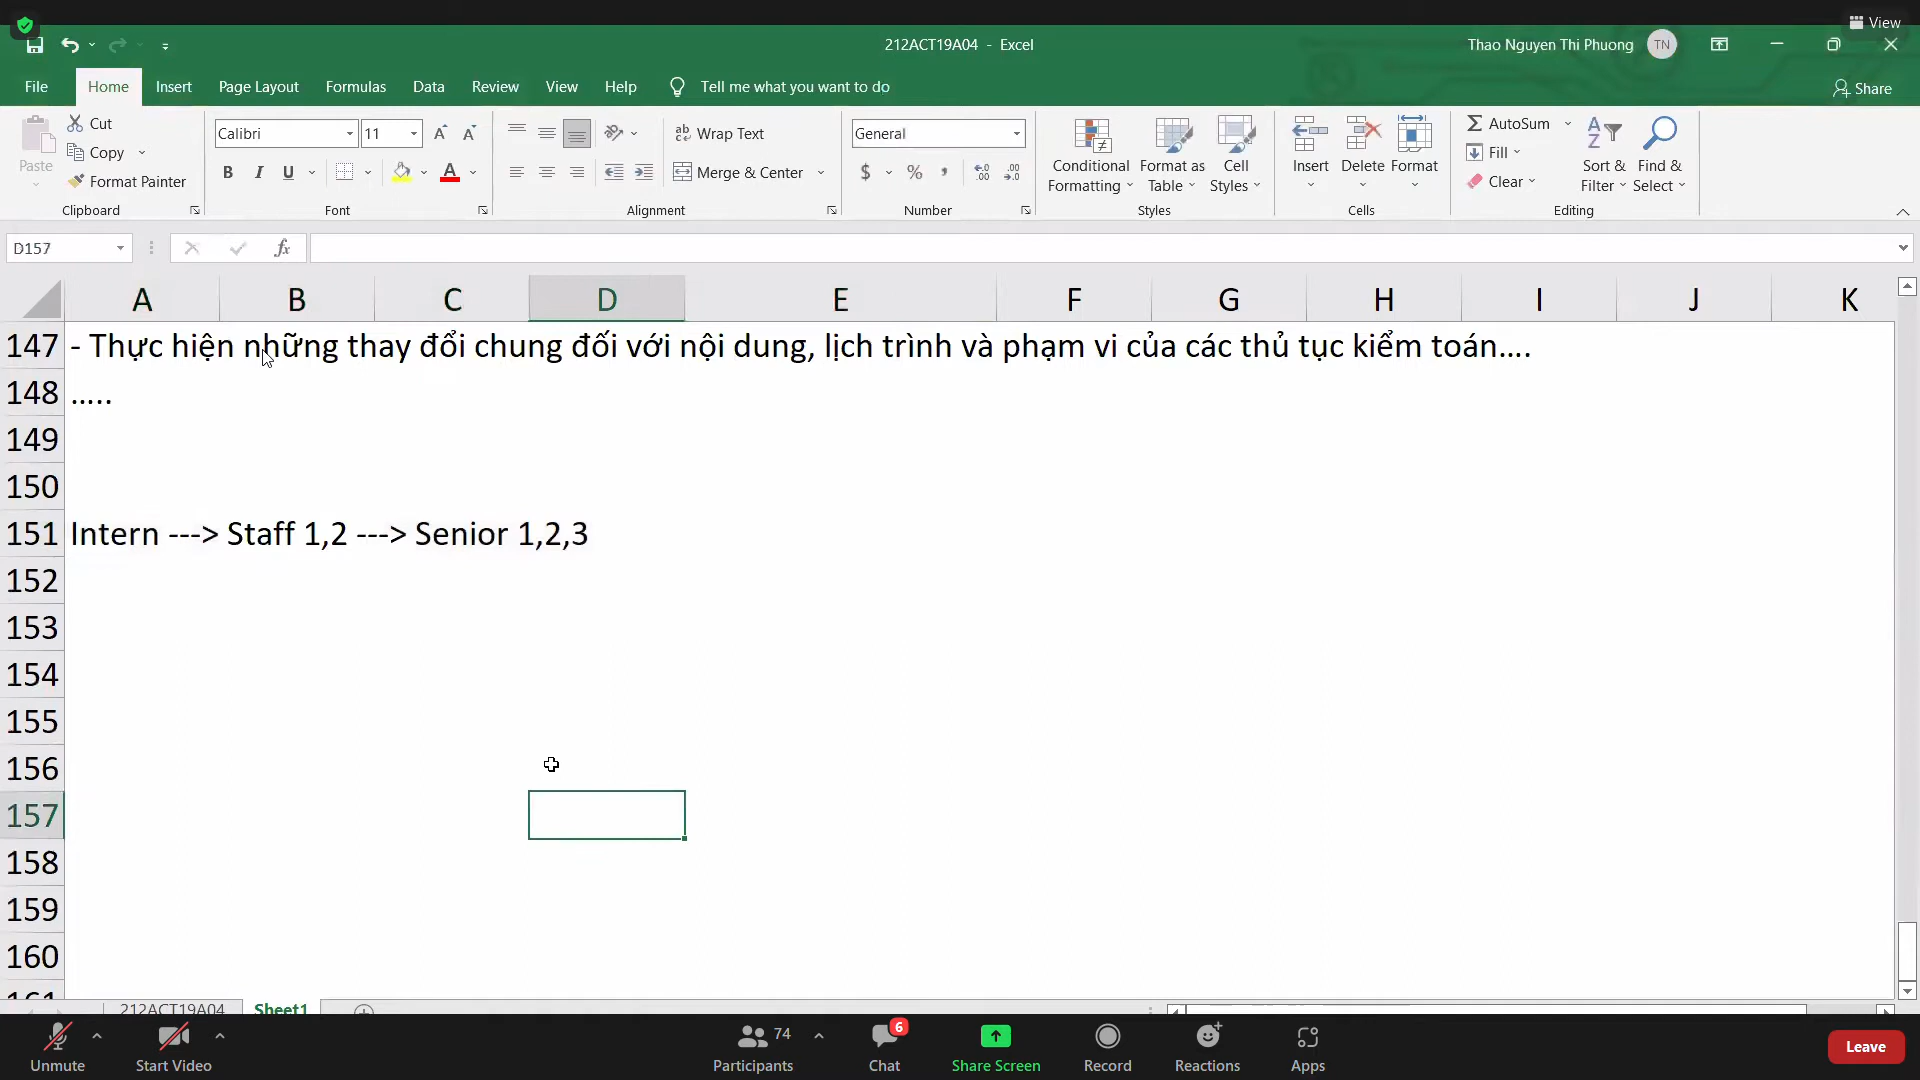 View
212ACT19A04 - Excel
Thao Nguyen Thi Phuong TN
File Home Insert Page Layout Formulas Data Review View Help Tell me what you want to do Share
Paste
Cut
Copy
Format Painter
Clipboard
Calibri 11
B I U
Font
Wrap Text
Merge & Center
Alignment
General
$ %
Number
Conditional Formatting
Format as Table
Cell Styles
Styles
Insert Delete Format
Cells
AutoSum
Fill
Clear
Sort & Filter
Find & Select
Editing
D157 fx
A B C D E F G H I J K
147 - Thực hiện những thay đổi chung đối với nội dung, lịch trình và phạm vi của các thủ tục kiểm toán....
148 .....
149
150
151 Intern ---> Staff 1,2 ---> Senior 1,2,3
152
153
154
155
156
157
158
159
160
161
212ACT19A04 Sheet1
Unmute Start Video Participants 74 Chat 6 Share Screen Record Reactions Apps Leave